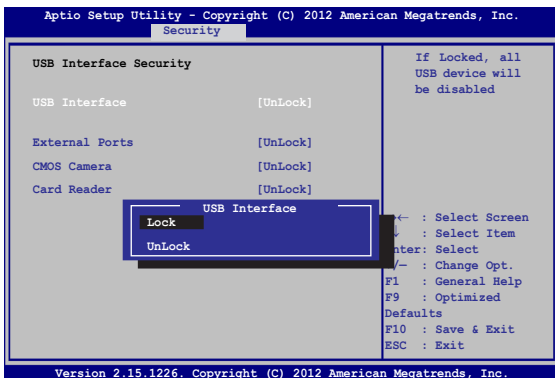 Aptio Setup Utility - Copyright (C) 2012 American Megatrends, Inc.
Security
USB Interface Security
USB Interface [UnLock]
External Ports [UnLock]
CMOS Camera [UnLock]
Card Reader [UnLock]
USB Interface
Lock
UnLock
If Locked, all
USB device will
be disabled
→← : Select Screen
↓ : Select Item
nter: Select
/— : Change Opt.
F1 : General Help
F9 : Optimized
Defaults
F10 : Save & Exit
ESC : Exit
Version 2.15.1226. Copyright (C) 2012 American Megatrends, Inc.